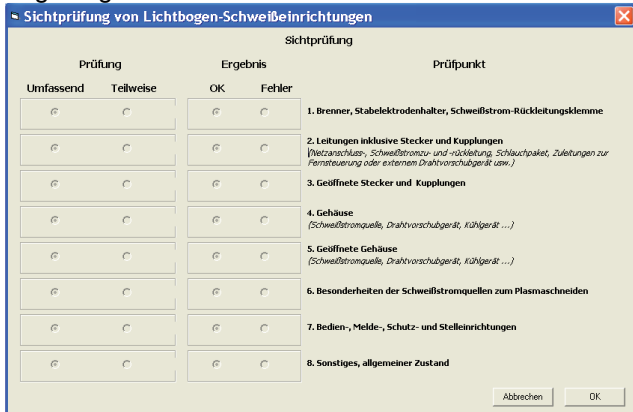 Sichtprüfung von Lichtbogen-Schweißeinrichtungen
Sichtprüfung
Prüfung Ergebnis Prüfpunkt
Umfassend Teilweise OK Fehler
1. Brenner, Stabelektrodenhalter, Schweißstrom-Rückleitungsklemme
2. Leitungen inklusive Stecker und Kupplungen
(Netzanschluss-, Schweißstromzu- und -rückleitung, Schlauchpaket, Zuleitungen zur
Fernsteuerung oder externem Drahtvorschubgerät usw.)
3. Geöffnete Stecker und Kupplungen
4. Gehäuse
(Schweißstromquelle, Drahtvorschubgerät, Kühlgerät ...)
5. Geöffnete Gehäuse
(Schweißstromquelle, Drahtvorschubgerät, Kühlgerät ...)
6. Besonderheiten der Schweißstromquellen zum Plasmaschneiden
7. Bedien-, Melde-, Schutz- und Stelleinrichtungen
8. Sonstiges, allgemeiner Zustand
Abbrechen OK